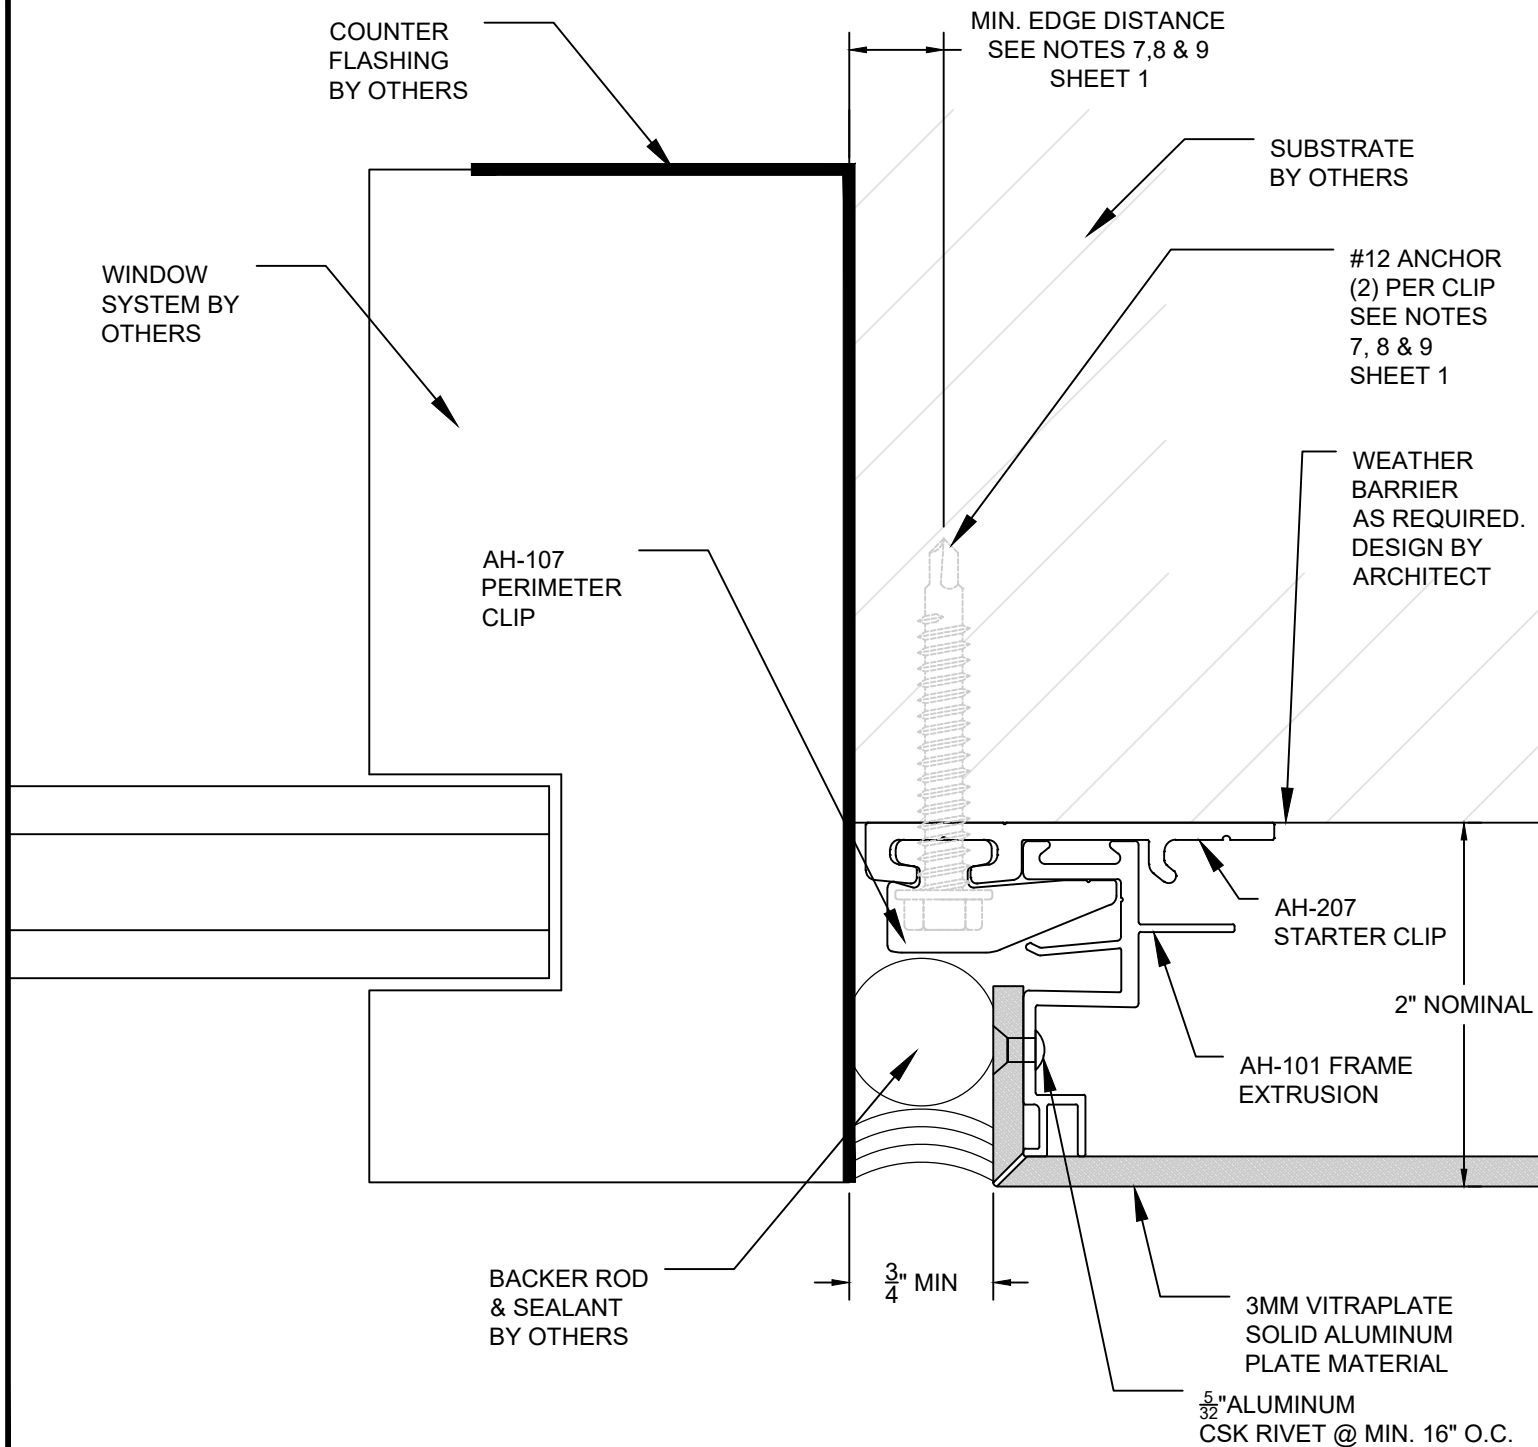 COUNTER
FLASHING
BY OTHERS
MIN. EDGE DISTANCE
SEE NOTES 7,8 & 9
SHEET 1
SUBSTRATE
BY OTHERS
WINDOW
SYSTEM BY
OTHERS
#12 ANCHOR
(2) PER CLIP
SEE NOTES
7, 8 & 9
SHEET 1
WEATHER
BARRIER
AS REQUIRED.
DESIGN BY
ARCHITECT
AH-107
PERIMETER
CLIP
AH-207
STARTER CLIP
2" NOMINAL
AH-101 FRAME
EXTRUSION
BACKER ROD
& SEALANT
BY OTHERS
3/4" MIN
3MM VITRAPLATE
SOLID ALUMINUM
PLATE MATERIAL
5/32"ALUMINUM
CSK RIVET @ MIN. 16" O.C.